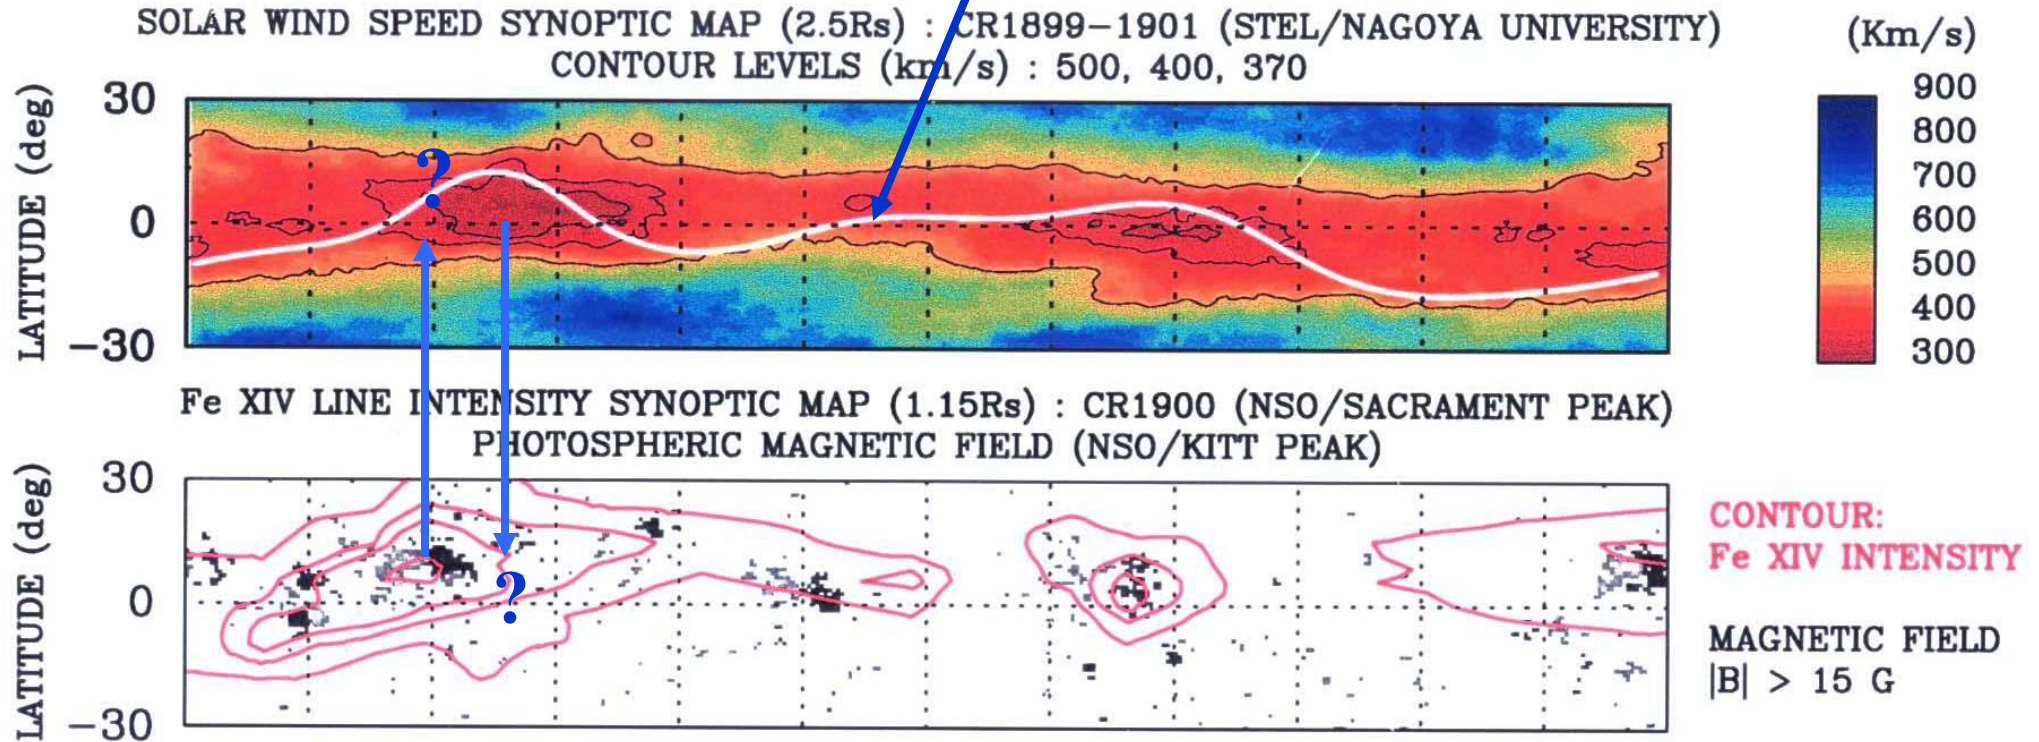 SOLAR WIND SPEED SYNOPTIC MAP (2.5Rs) : CR1899-1901 (STEL/NAGOYA UNIVERSITY)
CONTOUR LEVELS (km/s) : 500, 400, 370
(Km/s)
LATITUDE (deg)
30
0
-30
?
900
800
700
600
500
400
300
Fe XIV LINE INTENSITY SYNOPTIC MAP (1.15Rs) : CR1900 (NSO/SACRAMENT PEAK)
PHOTOSPHERIC MAGNETIC FIELD (NSO/KITT PEAK)
LATITUDE (deg)
30
0
-30
?
CONTOUR:
Fe XIV INTENSITY
MAGNETIC FIELD
|B| > 15 G